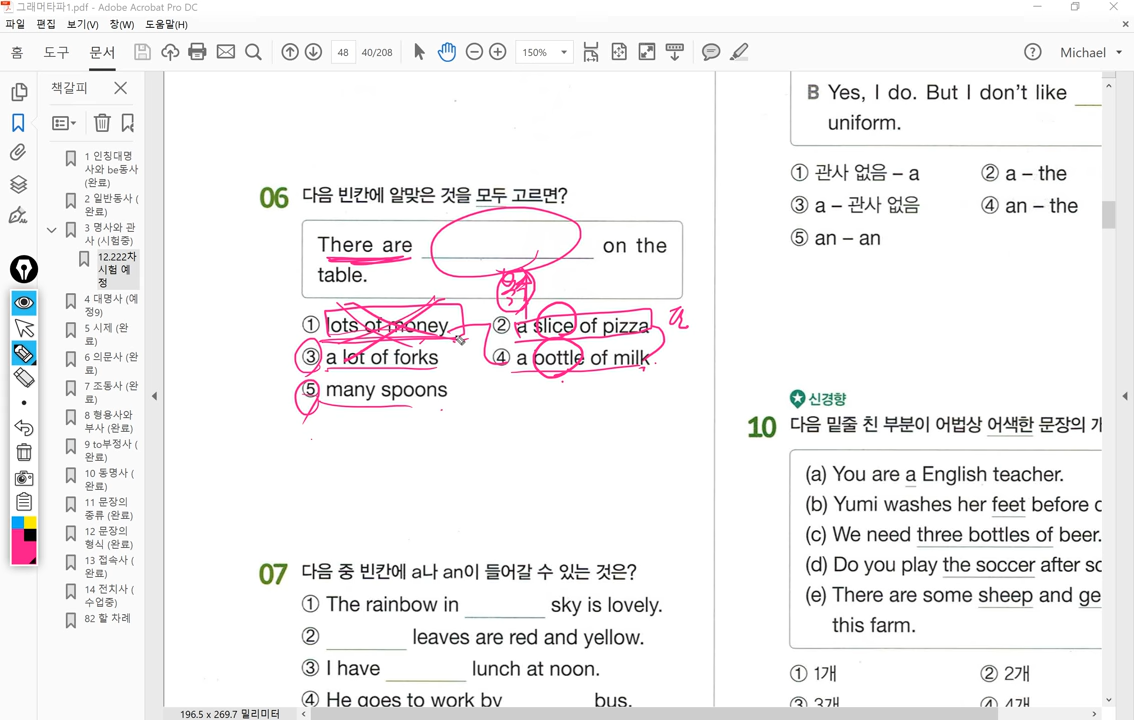 그래머타파1.pdf - Adobe Acrobat Pro DC
파일 편집 보기(V) 창(W) 도움말(H)
홈 도구 문서 48 40/208 150% Michael
책갈피
1 인칭대명
사와 be동사
(완료)
2 일반동사 (
완료)
3 명사와 관
사 (시험중)
12.222차
시험 예
정
4 대명사 (예
정9)
5 시제 (완
료)
6 의문사 (
완료)
7 조동사 (
완료)
8 형용사와
부사 (완료)
9 to부정사 (
완료)
10 동명사 (
완료)
11 문장의
종류 (완료)
12 문장의
형식 (완료)
13 접속사 (
완료)
14 전치사 (
수업중)
82 할 차례
06 다음 빈칸에 알맞은 것을 모두 고르면?
There are ____ on the
table.
① lots of money ② a slice of pizza
③ a lot of forks ④ a bottle of milk
⑤ many spoons
07 다음 중 빈칸에 a나 an이 들어갈 수 있는 것은?
① The rainbow in ____ sky is lovely.
② ____ leaves are red and yellow.
③ I have ____ lunch at noon.
④ He goes to work by ____ bus.
B Yes, I do. But I don't like ____
uniform.
① 관사 없음 – a ② a – the
③ a – 관사 없음 ④ an – the
⑤ an – an
신경향
10 다음 밑줄 친 부분이 어법상 어색한 문장의 개
(a) You are a English teacher.
(b) Yumi washes her feet before
(c) We need three bottles of beer.
(d) Do you play the soccer after sc
(e) There are some sheep and ge
this farm.
① 1개 ② 2개
③ 3개 ④ 4개
196.5 x 269.7 밀리미터